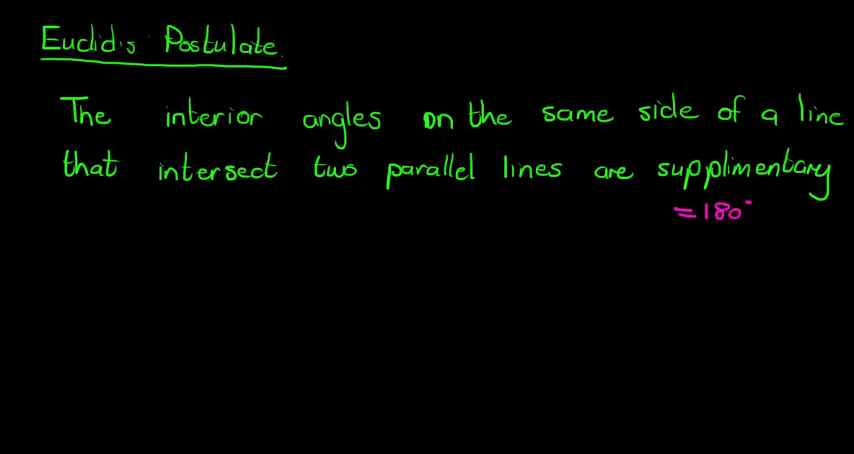 Euclid's Postulate.
The interior angles on the same side of a line
that intersect two parallel lines are supplimentary
=180°